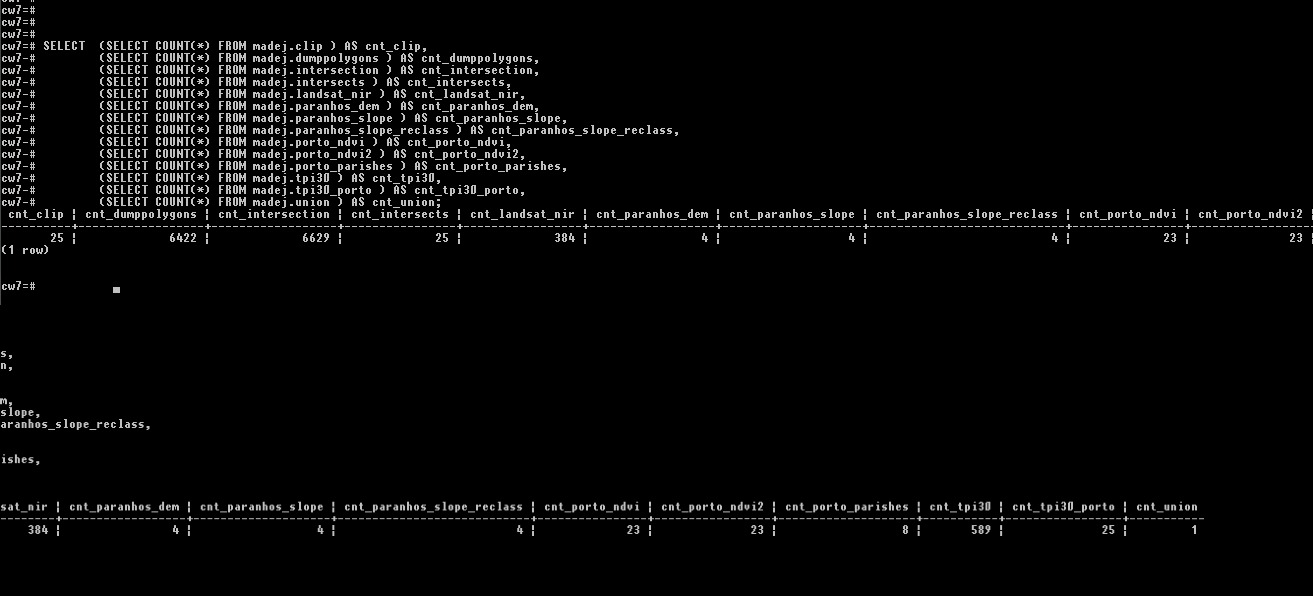 cw7=#
cw7=#
cw7=#
cw7=# SELECT  (SELECT COUNT(*) FROM madej.clip ) AS cnt_clip,
cw7-#         (SELECT COUNT(*) FROM madej.dumppolygons ) AS cnt_dumppolygons,
cw7-#         (SELECT COUNT(*) FROM madej.intersection ) AS cnt_intersection,
cw7-#         (SELECT COUNT(*) FROM madej.intersects ) AS cnt_intersects,
cw7-#         (SELECT COUNT(*) FROM madej.landsat_nir ) AS cnt_landsat_nir,
cw7-#         (SELECT COUNT(*) FROM madej.paranhos_dem ) AS cnt_paranhos_dem,
cw7-#         (SELECT COUNT(*) FROM madej.paranhos_slope ) AS cnt_paranhos_slope,
cw7-#         (SELECT COUNT(*) FROM madej.paranhos_slope_reclass ) AS cnt_paranhos_slope_reclass,
cw7-#         (SELECT COUNT(*) FROM madej.porto_ndvi ) AS cnt_porto_ndvi,
cw7-#         (SELECT COUNT(*) FROM madej.porto_ndvi2 ) AS cnt_porto_ndvi2,
cw7-#         (SELECT COUNT(*) FROM madej.porto_parishes ) AS cnt_porto_parishes,
cw7-#         (SELECT COUNT(*) FROM madej.tpi30 ) AS cnt_tpi30,
cw7-#         (SELECT COUNT(*) FROM madej.tpi30_porto ) AS cnt_tpi30_porto,
cw7-#         (SELECT COUNT(*) FROM madej.union ) AS cnt_union;
cnt_clip ¦ cnt_dumppolygons ¦ cnt_intersection ¦ cnt_intersects ¦ cnt_landsat_nir ¦ cnt_paranhos_dem ¦ cnt_paranhos_slope ¦ cnt_paranhos_slope_reclass ¦ cnt_porto_ndvi ¦ cnt_porto_ndvi2 ¦
25 ¦ 6422 ¦ 6629 ¦ 25 ¦ 384 ¦ 4 ¦ 4 ¦ 4 ¦ 23 ¦ 23 ¦
(1 row)
cw7=#
s,
n,
m,
slope,
aranhos_slope_reclass,
ishes,
sat_nir ¦ cnt_paranhos_dem ¦ cnt_paranhos_slope ¦ cnt_paranhos_slope_reclass ¦ cnt_porto_ndvi ¦ cnt_porto_ndvi2 ¦ cnt_porto_parishes ¦ cnt_tpi30 ¦ cnt_tpi30_porto ¦ cnt_union
384 ¦ 4 ¦ 4 ¦ 4 ¦ 23 ¦ 23 ¦ 8 ¦ 589 ¦ 25 ¦ 1